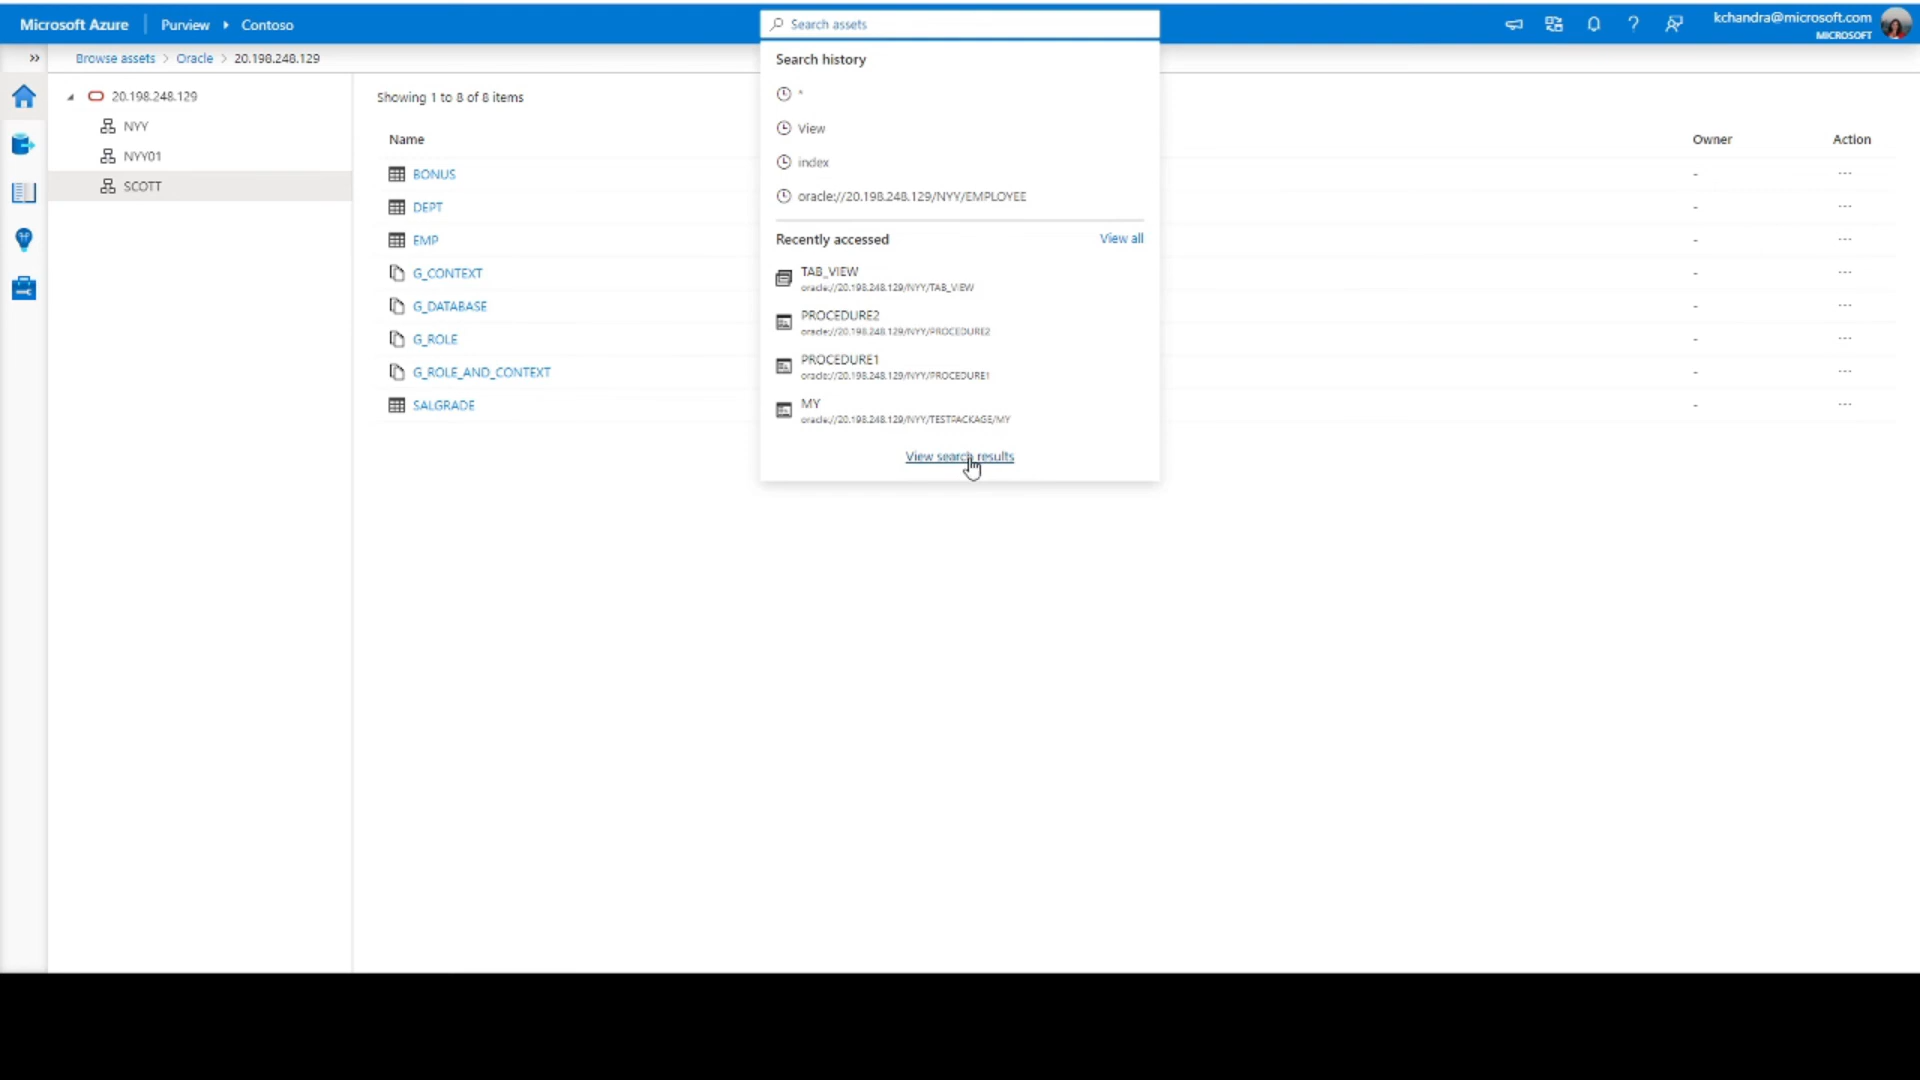 Microsoft Azure Purview Contoso
Search assets
kchandra@microsoft.com
MICROSOFT
Browse assets > Oracle > 20.198.248.129
20.198.248.129
NYY
NYY01
SCOTT
Showing 1 to 8 of 8 items
Name
Owner
Action
BONUS
-
...
DEPT
-
...
EMP
-
...
G_CONTEXT
-
...
G_DATABASE
-
...
G_ROLE
-
...
G_ROLE_AND_CONTEXT
-
...
SALGRADE
-
...
Search history
*
View
index
oracle://20.198.248.129/NYY/EMPLOYEE
Recently accessed
View all
TAB_VIEW
oracle://20.198.248.129/NYY/TAB_VIEW
PROCEDURE2
oracle://20.198.248.129/NYY/PROCEDURE2
PROCEDURE1
oracle://20.198.248.129/NYY/PROCEDURE1
MY
oracle://20.198.248.129/NYY/TESTPACKAGE/MY
View search results